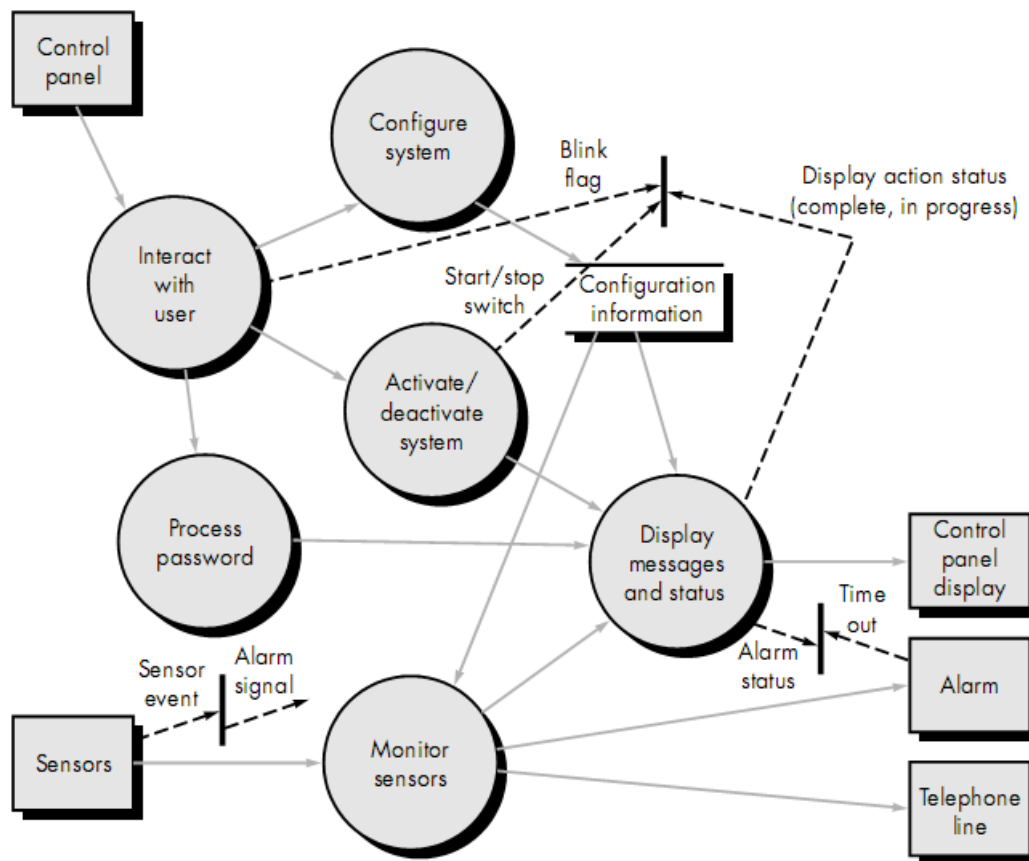 Control
panel
Configure
system
Blink
flag
Display action status
(complete, in progress)
Interact
with
user
Start/stop
switch
Configuration
information
Activate/
deactivate
system
Process
password
Display
messages
and status
Control
panel
display
Time
out
Alarm
status
Sensor
event
Alarm
signal
Alarm
Sensors
Monitor
sensors
Telephone
line